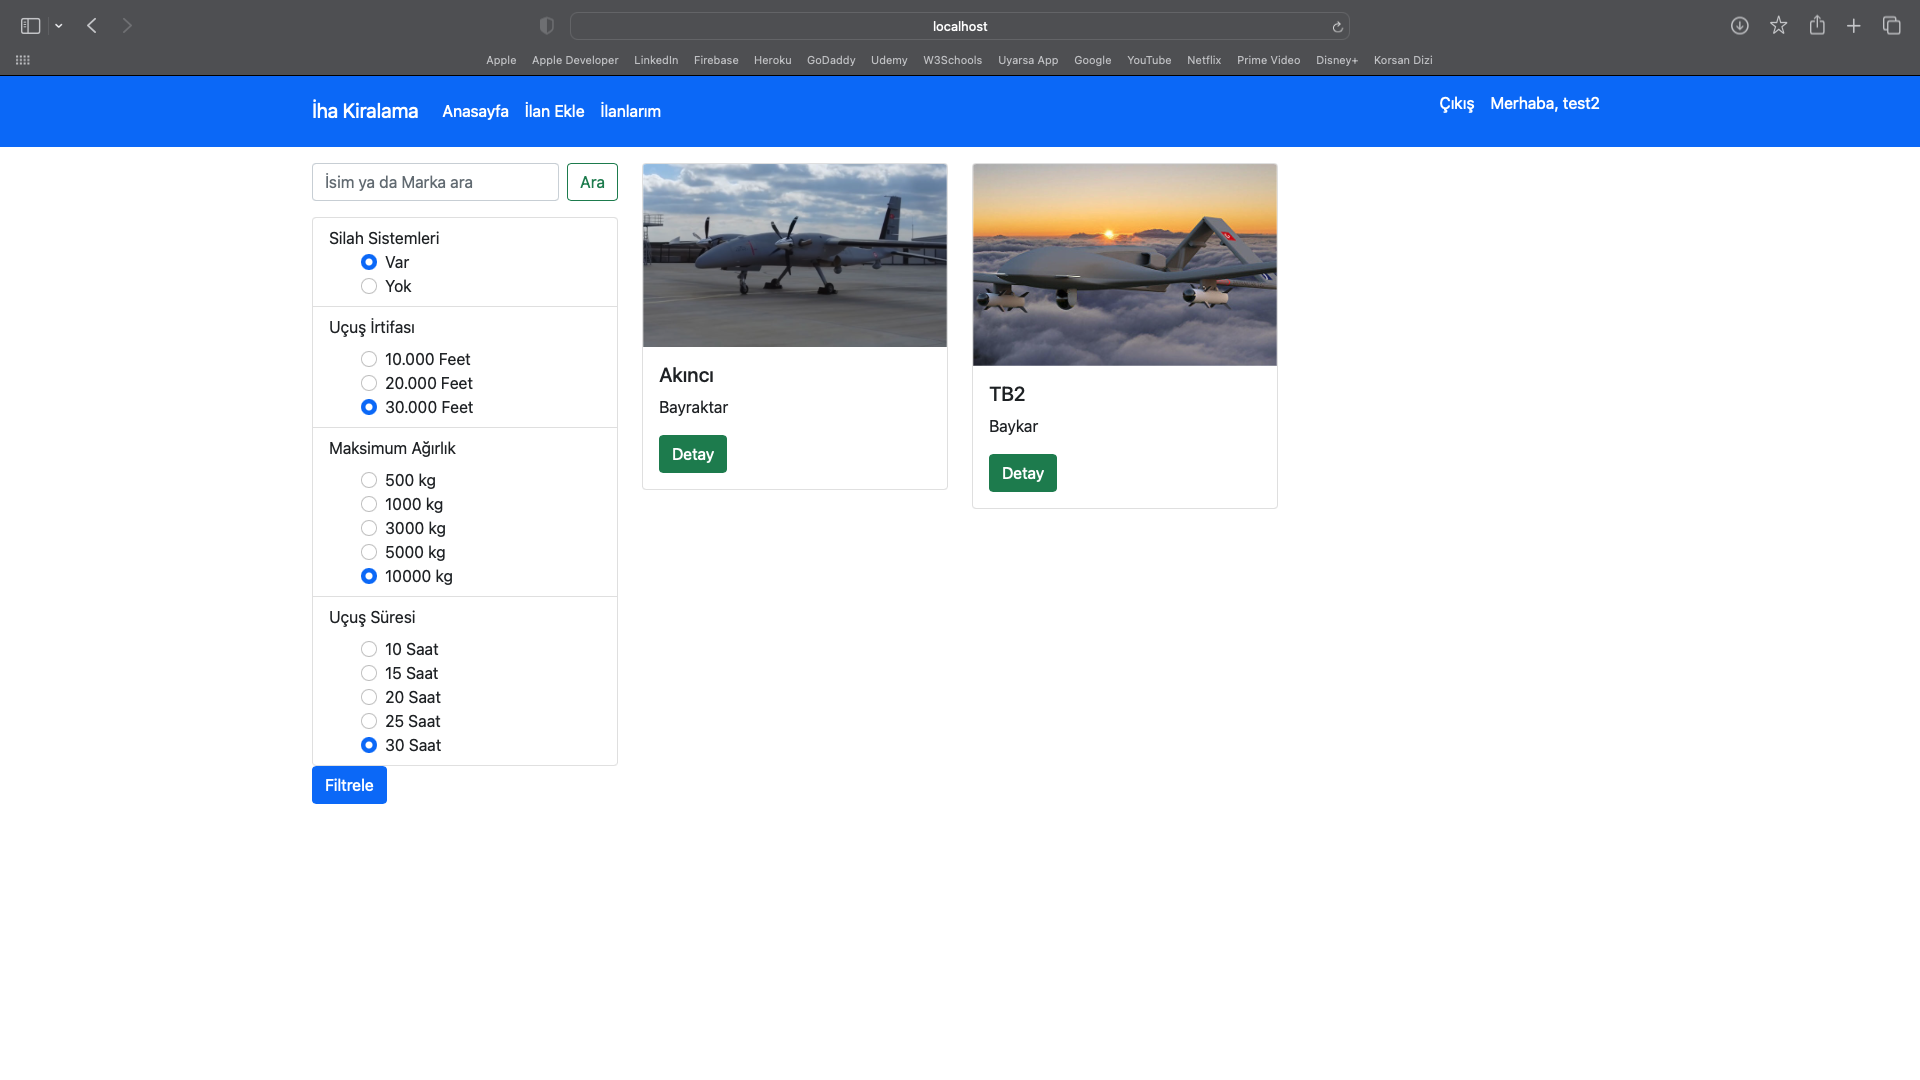 localhost
Apple Apple Developer LinkedIn Firebase Heroku GoDaddy Udemy W3Schools Uyarsa App Google YouTube Netflix Prime Video Disney+ Korsan Dizi
İha Kiralama Anasayfa İlan Ekle İlanlarım Çıkış Merhaba, test2
İsim ya da Marka ara Ara
Silah Sistemleri
Var
Yok
Uçuş İrtifası
10.000 Feet
20.000 Feet
30.000 Feet
Maksimum Ağırlık
500 kg
1000 kg
3000 kg
5000 kg
10000 kg
Uçuş Süresi
10 Saat
15 Saat
20 Saat
25 Saat
30 Saat
Filtrele
Akıncı
Bayraktar
Detay
TB2
Baykar
Detay